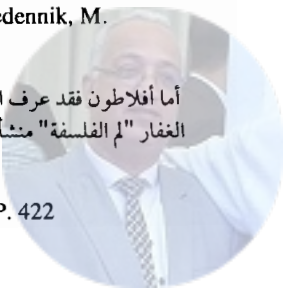 edennik, M.
أما أفلاطون فقد عرف ا
الغفار "لم الفلسفة" منشأ
P. 422